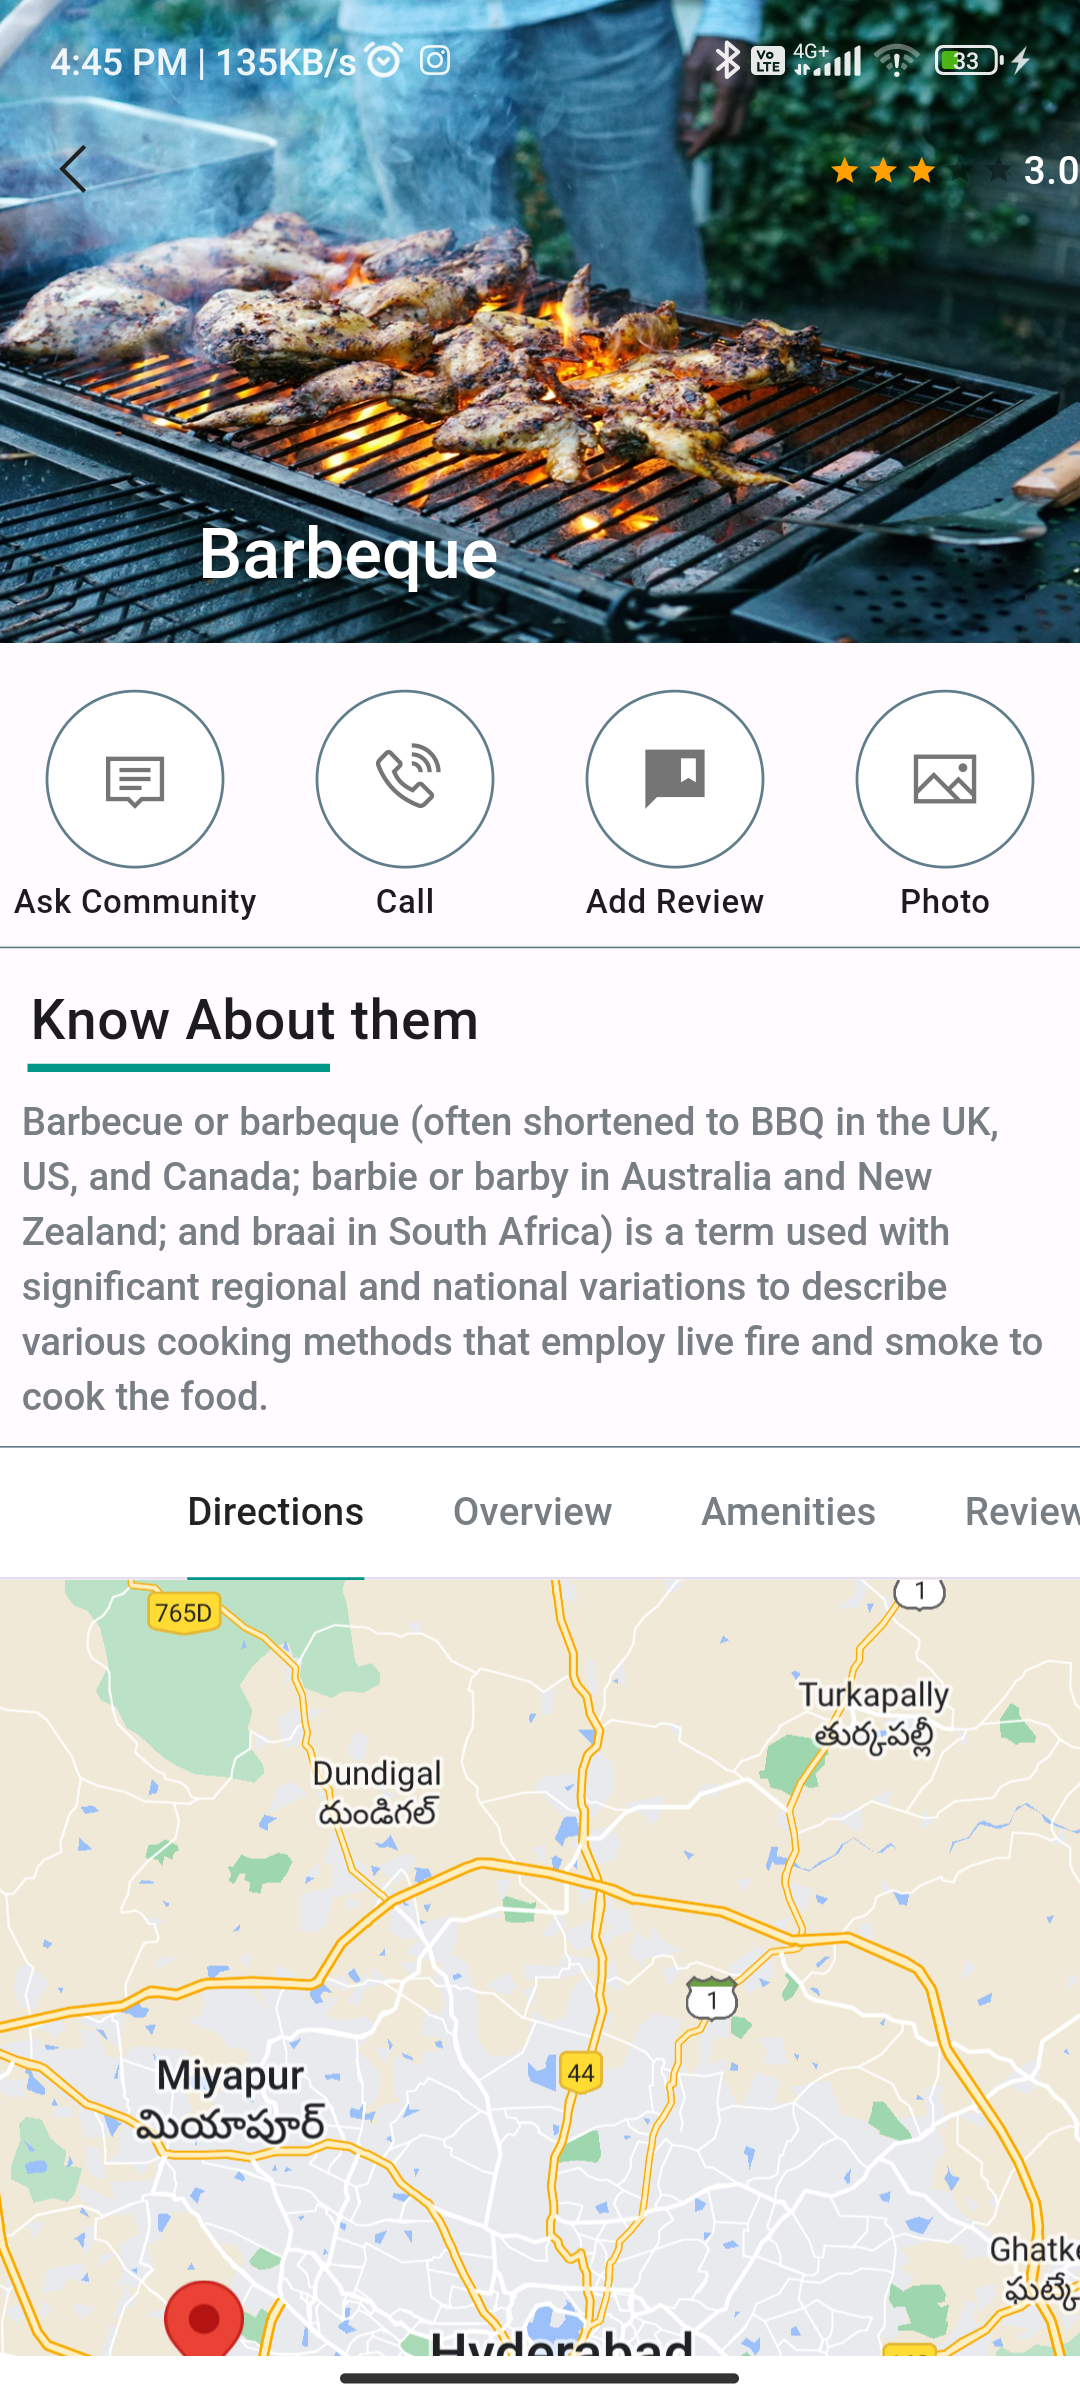 4:45 PM | 135KB/s
Vo LTE 4G+ 33
3.0
Barbeque
Ask Community Call Add Review Photo
Know About them
Barbecue or barbeque (often shortened to BBQ in the UK,
US, and Canada; barbie or barby in Australia and New
Zealand; and braai in South Africa) is a term used with
significant regional and national variations to describe
various cooking methods that employ live fire and smoke to
cook the food.
Directions Overview Amenities Review
765D
1
Turkapally
తుర్కపల్లీ
Dundigal
దుండిగల్
1
44
Miyapur
మియాపూర్
Ghatke
ఘట్కే
Hyderabad